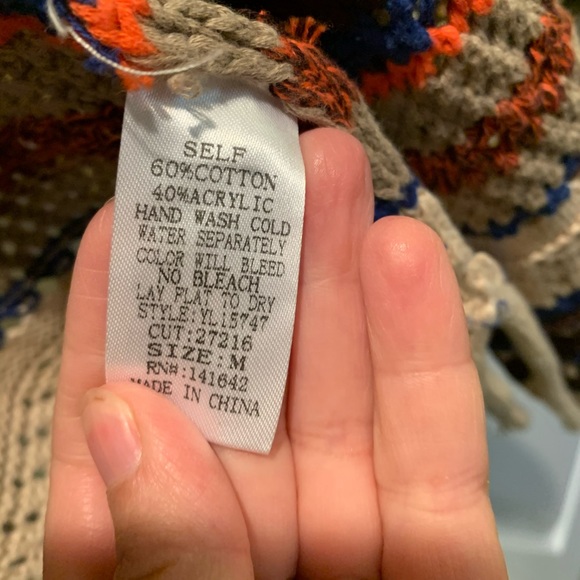 SELF
60%COTTON
40%ACRYLIC
HAND WASH COLD
WATER SEPARATELY
COLOR WILL BLEED
NO BLEACH
LAY FLAT TO DRY
STYLE:YL15747
CUT:27216
SIZE:M
RN#:141642
MADE IN CHINA